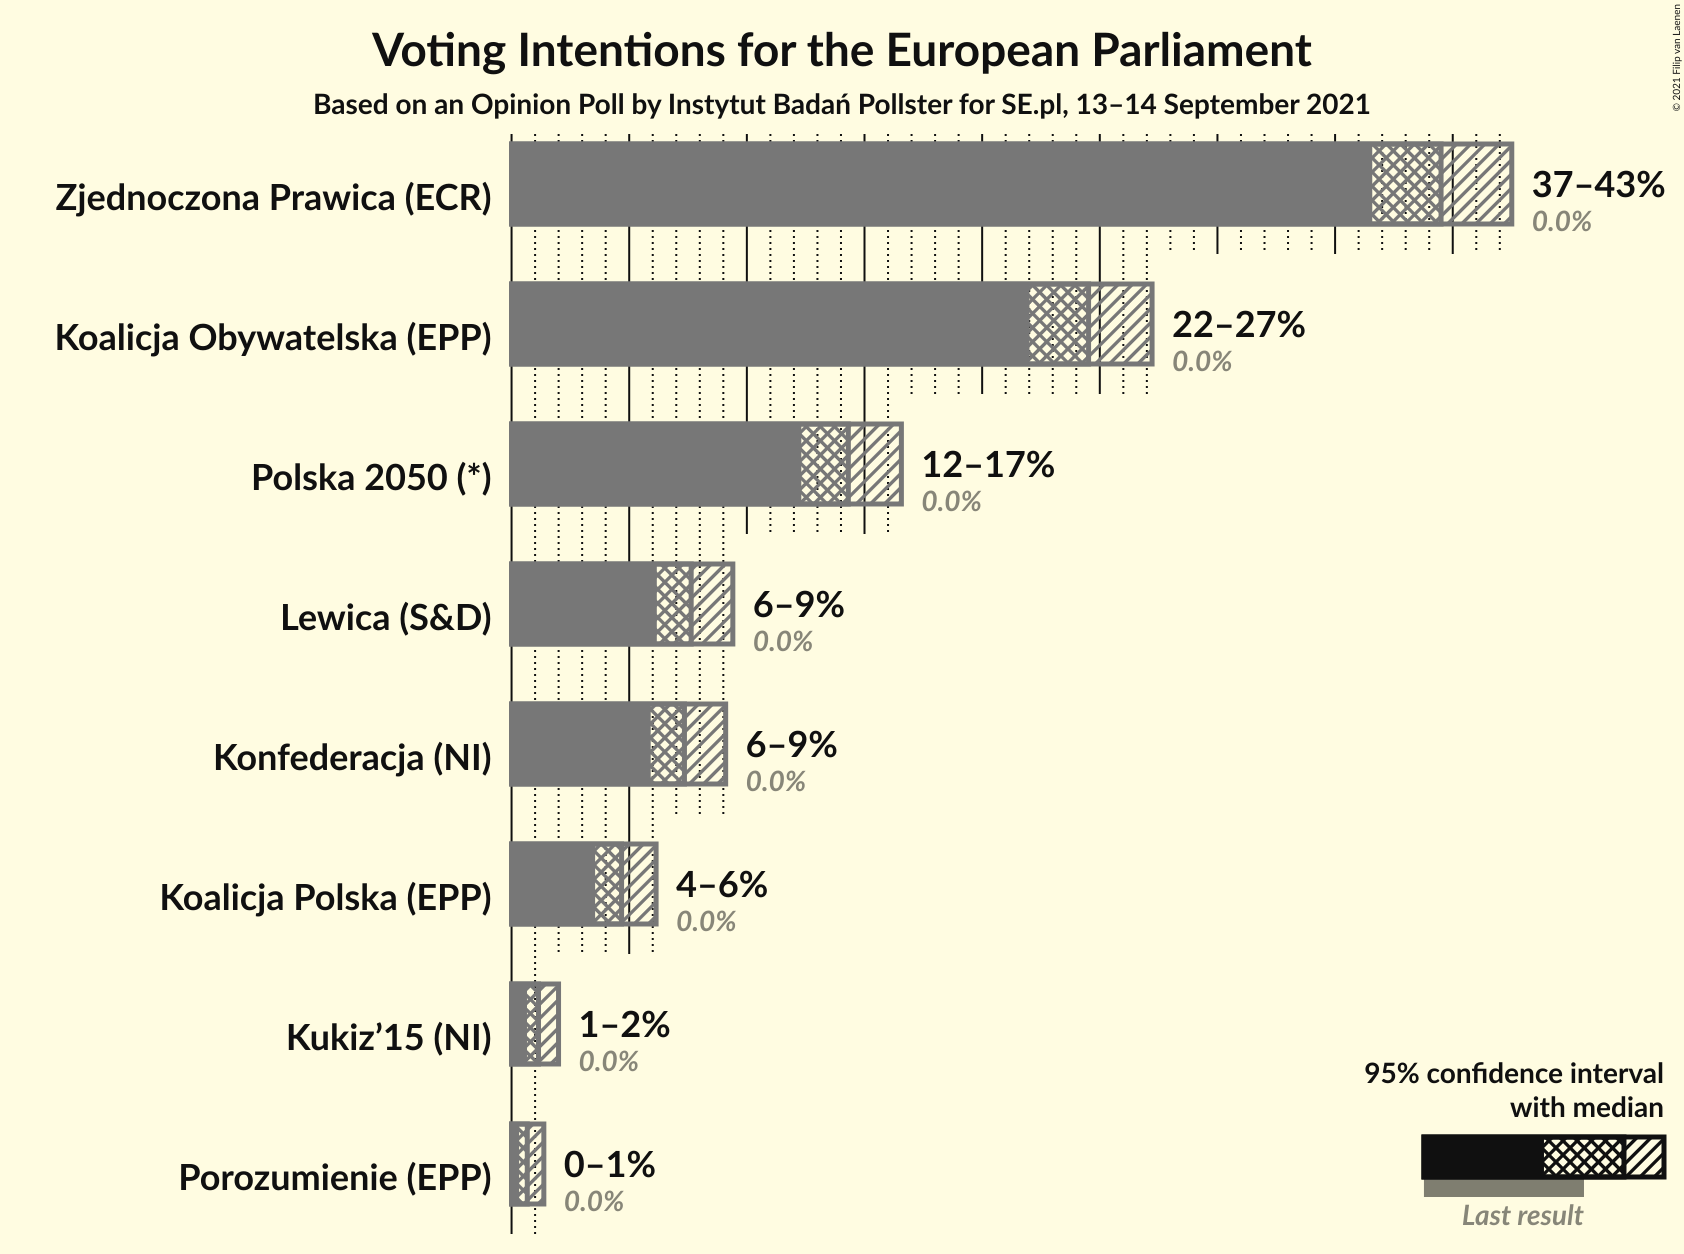 Voting Intentions for the European Parliament
Based on an Opinion Poll by Instytut Badań Pollster for SE.pl, 13–14 September 2021
© 2021 Filip van Laenen
Zjednoczona Prawica (ECR)
37–43%
0.0%
Koalicja Obywatelska (EPP)
22–27%
0.0%
Polska 2050 (*)
12–17%
0.0%
Lewica (S&D)
6–9%
0.0%
Konfederacja (NI)
6–9%
0.0%
Koalicja Polska (EPP)
4–6%
0.0%
Kukiz’15 (NI)
1–2%
0.0%
Porozumienie (EPP)
0–1%
0.0%
95% confidence interval
with median
Last result